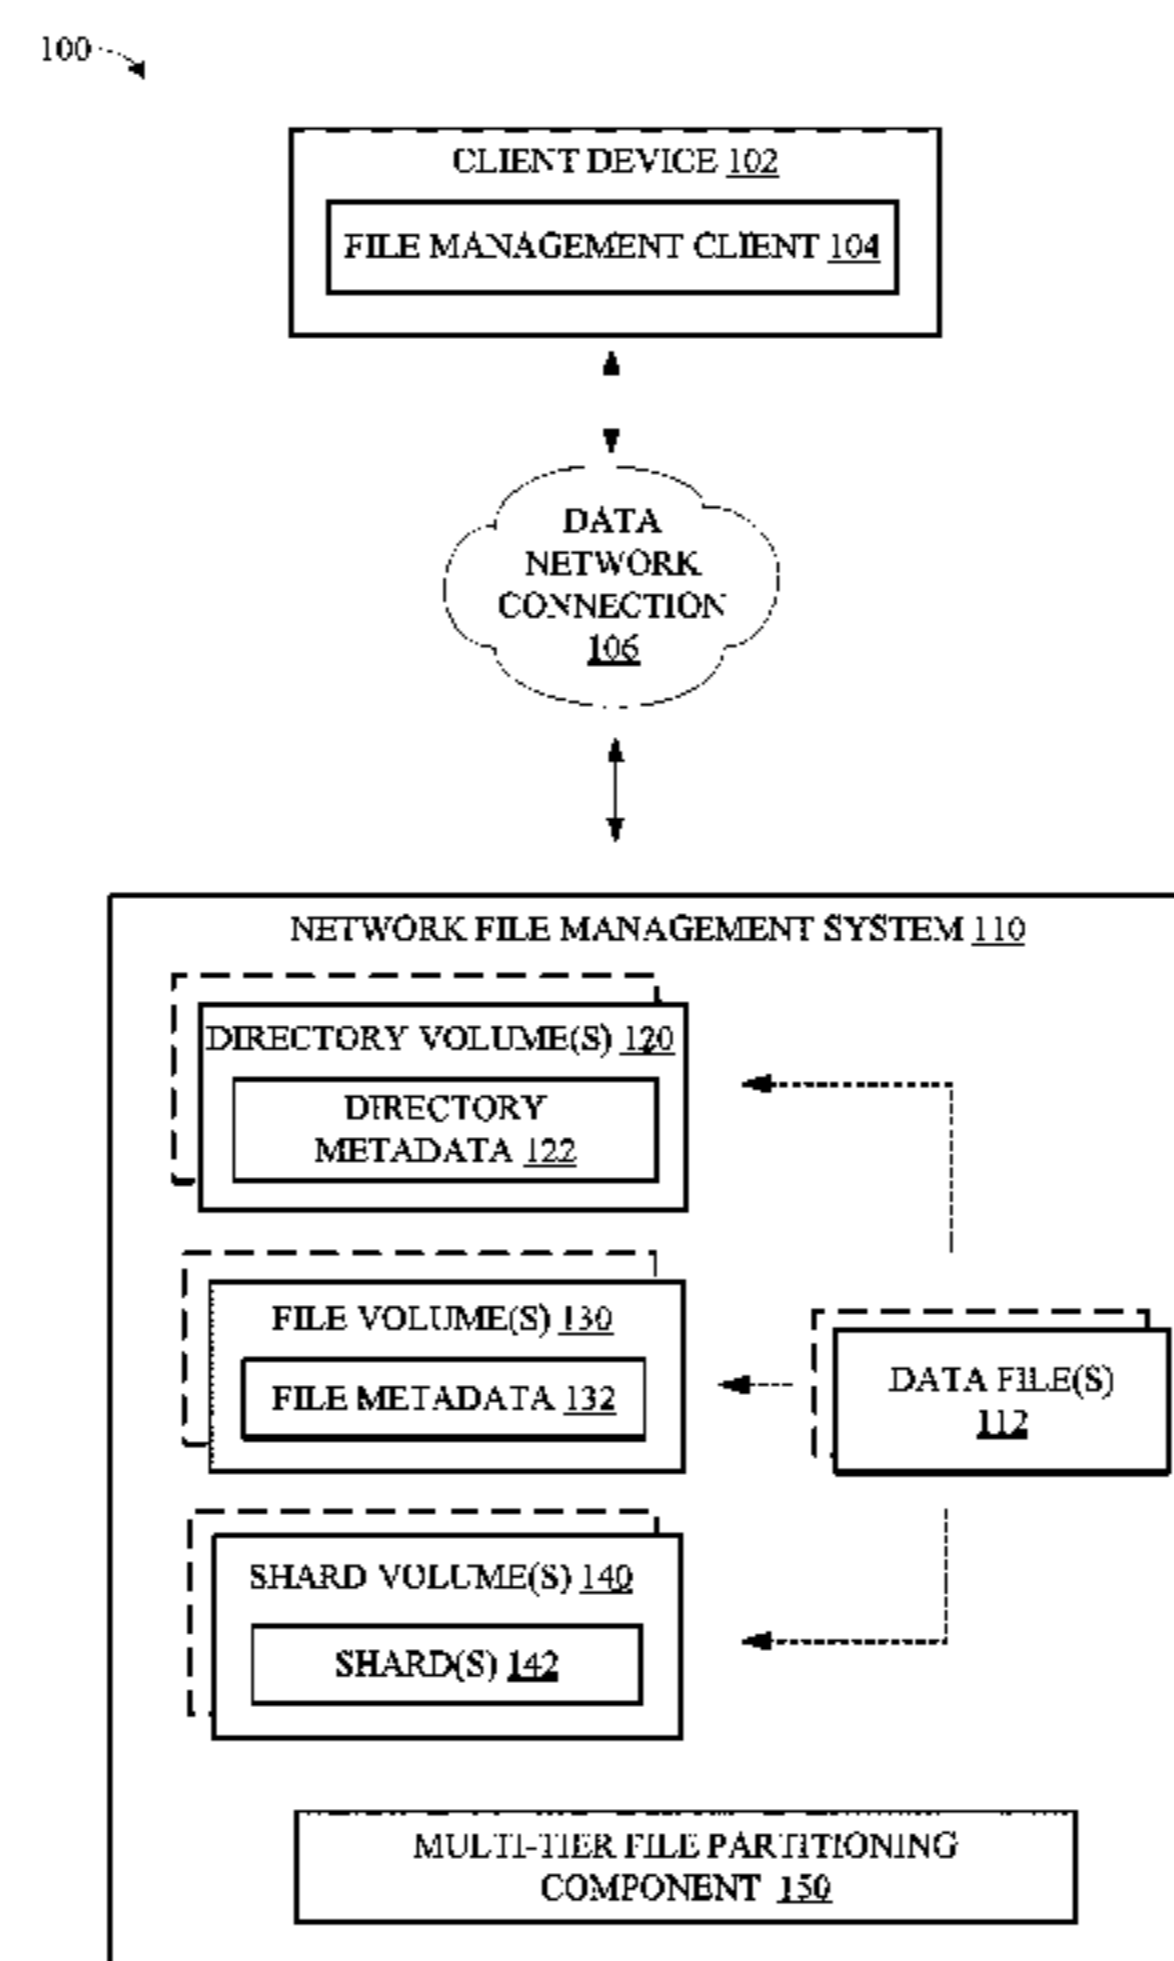 100
CLIENT DEVICE 102
FILE MANAGEMENT CLIENT 104
DATA
NETWORK
CONNECTION
106
NETWORK FILE MANAGEMENT SYSTEM 110
DIRECTORY VOLUME(S) 120
DIRECTORY
METADATA 122
FILE VOLUME(S) 130
FILE METADATA 132
DATA FILE(S)
112
SHARD VOLUME(S) 140
SHARD(S) 142
MULTI-TIER FILE PARTITIONING
COMPONENT 150